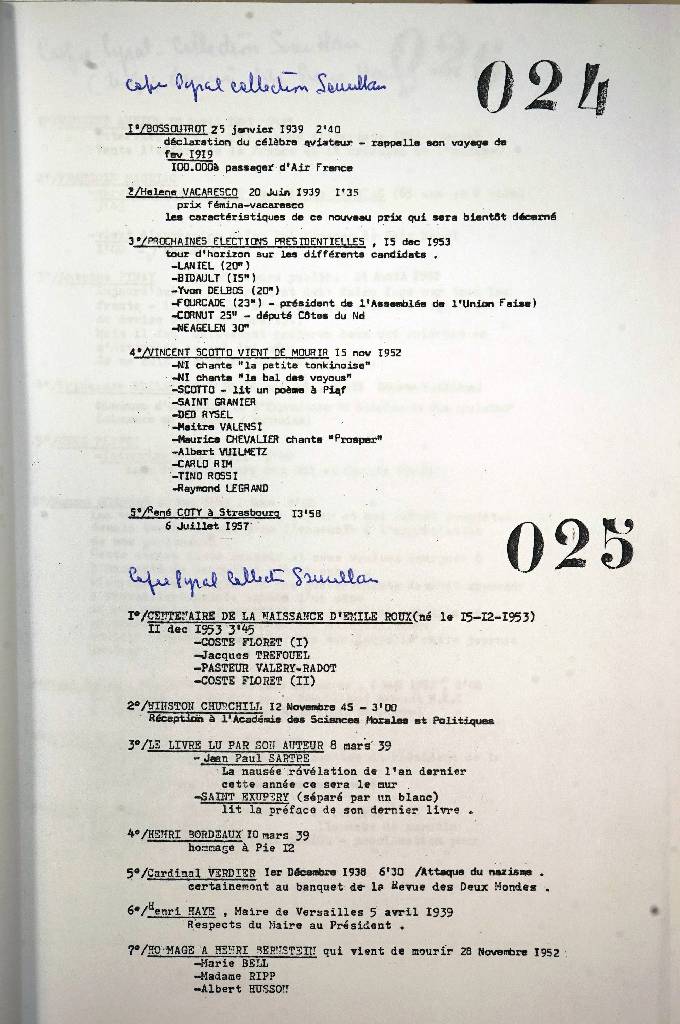 024
1°/BOSSOUTROT 25 janvier 1939 2'40
déclaration du célèbre aviateur - rappelle son voyage de
fev 1919
100.000è passager d'Air France
2/Helene VACARESCO 20 Juin 1939 1'35
prix fémina-vacaresco
les caractéristiques de ce nouveau prix qui sera bientôt décerné
3°/PROCHAINES ELECTIONS PRESIDENTIELLES , 15 dec 1953
tour d'horizon sur les différents candidats .
-LANIEL (20")
-BIDAULT (15")
-Yvon DELBOS (20")
-FOURCADE (23") - président de l'Assemblée de l'Union Faise)
-CORNUT 25" - député Côtes du Nd
-NEAGELEN 30"
4°/VINCENT SCOTTO VIENT DE MOURIR 15 nov 1952
-NI chante "la petite tonkinoise"
-NI chante "le bal des voyous"
-SCOTTO - lit un poème à Piaf
-SAINT GRANIER
-DED RYSEL
-Maitre VALENSI
-Maurice CHEVALIER chante "Prosper"
-Albert VUILMETZ
-CARLO RIM
-TINO ROSSI
-Raymond LEGRAND
5°/René COTY à Strasbourg 13'58
6 Juillet 1957
025
1°/CENTENAIRE DE LA NAISSANCE D'EMILE ROUX(né le 15-12-1953)
11 dec 1953 3'45
-COSTE FLORET (I)
-Jacques TREFOUEL
-PASTEUR VALERY-RADOT
-COSTE FLORET (II)
2°/WINSTON CHURCHILL 12 Novembre 45 - 3'00
Réception à l'Académie des Sciences Morales et Politiques
3°/LE LIVRE LU PAR SON AUTEUR 8 mars 39
-Jean Paul SARTRE
La nausée révélation de l'an dernier
cette année ce sera le mur
-SAINT EXUPERY (séparé par un blanc)
lit la préface de son dernier livre .
4°/HENRI BORDEAUX 10 mars 39
hommage à Pie 12
5°/Cardinal VERDIER 1er Décembre 1938 6'30 /Attaque du nazisme .
certainement au banquet de la Revue des Deux Mondes .
6°/Henri HAYE , Maire de Versailles 5 avril 1939
Respects du Maire au Président .
7°/HOMMAGE A HENRI BERNSTEIN qui vient de mourir 28 Novembre 1952
-Marie BELL
-Madame RIPP
-Albert HUSSON